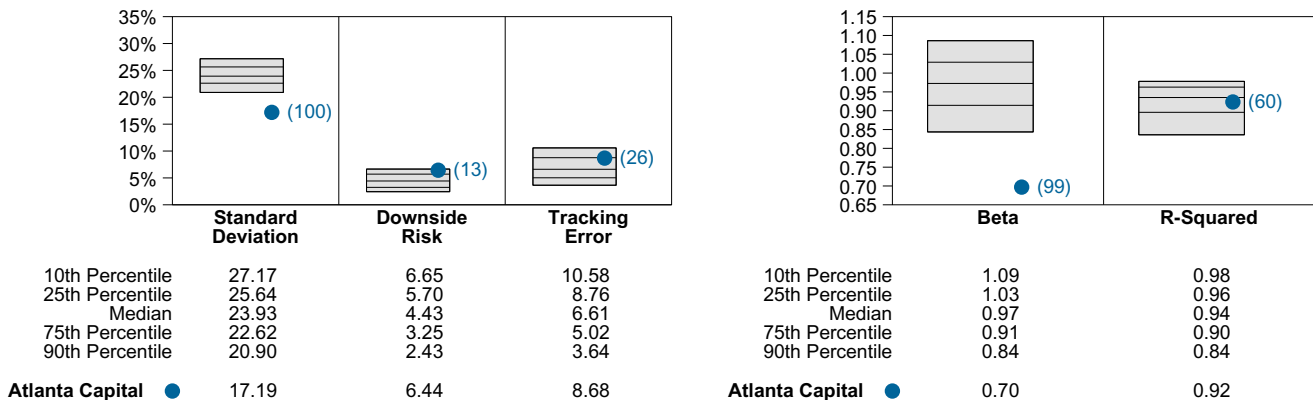 35%
30%
25%
20%
15%
10%
5%
0%
(100)
(13)
(26)
Standard
Deviation
Downside
Risk
Tracking
Error
10th Percentile 27.17 6.65 10.58
25th Percentile 25.64 5.70 8.76
Median 23.93 4.43 6.61
75th Percentile 22.62 3.25 5.02
90th Percentile 20.90 2.43 3.64
Atlanta Capital 17.19 6.44 8.68
1.15
1.10
1.05
1.00
0.95
0.90
0.85
0.80
0.75
0.70
0.65
(99)
(60)
Beta R-Squared
10th Percentile 1.09 0.98
25th Percentile 1.03 0.96
Median 0.97 0.94
75th Percentile 0.91 0.90
90th Percentile 0.84 0.84
Atlanta Capital 0.70 0.92